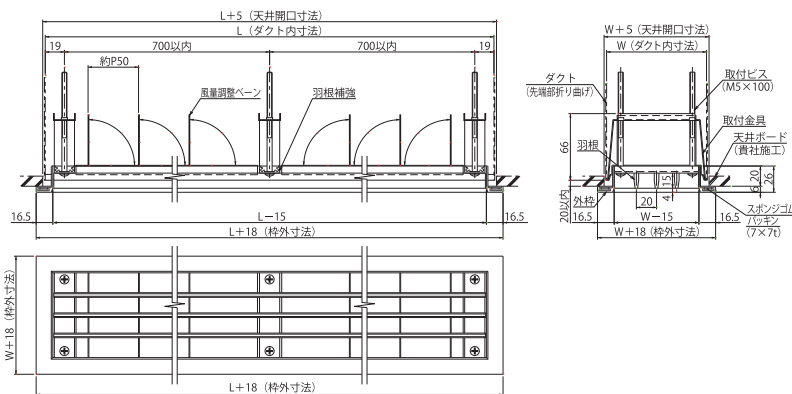 L+5（天井開口寸法）
L（ダクト内寸法）
19
700以内
700以内
19
約P50
風量調整ベーン
羽根補強
16.5
L−15
16.5
L+18（枠外寸法）
W+5（天井開口寸法）
W（ダクト内寸法）
ダクト
（先端部折り曲げ）
取付ビス
（M5×100）
取付金具
天井ボード
（貴社施工）
羽根
外枠
66
20以内
20
15
4
6
20
26
16.5
W−15
16.5
W+18（枠外寸法）
スポンジゴム
パッキン
（7×7t）
W+18（枠外寸法）
L+18（枠外寸法）